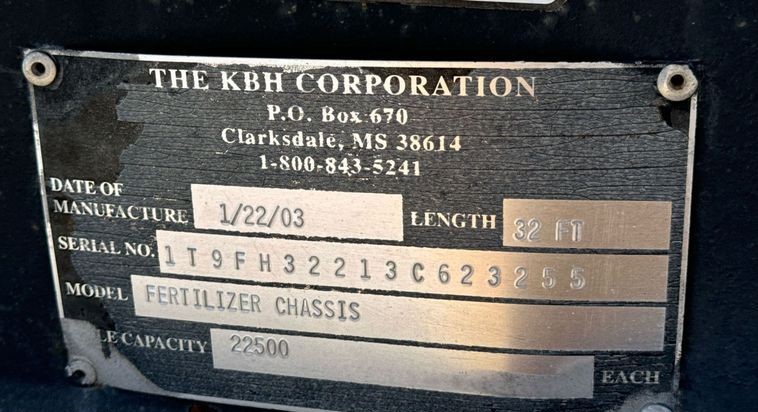 THE KBH CORPORATION
P.O. Box 670
Clarksdale, MS 38614
1-800-843-5241
DATE OF
MANUFACTURE 1/22/03 LENGTH 32 FT
SERIAL NO. 1T9FH32213C623255
MODEL FERTILIZER CHASSIS
LE CAPACITY 22500 EACH